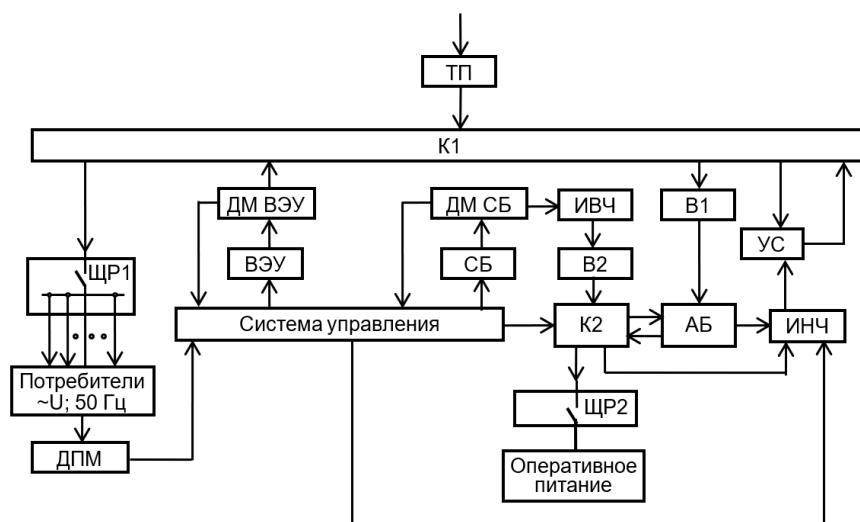 ТП
К1
ДМ ВЭУ
ДМ СБ
ИВЧ
В1
УС
ЩР1
ВЭУ
СБ
В2
Система управления
К2
АБ
ИНЧ
Потребители
~U; 50 Гц
ЩР2
ДПМ
Оперативное
питание